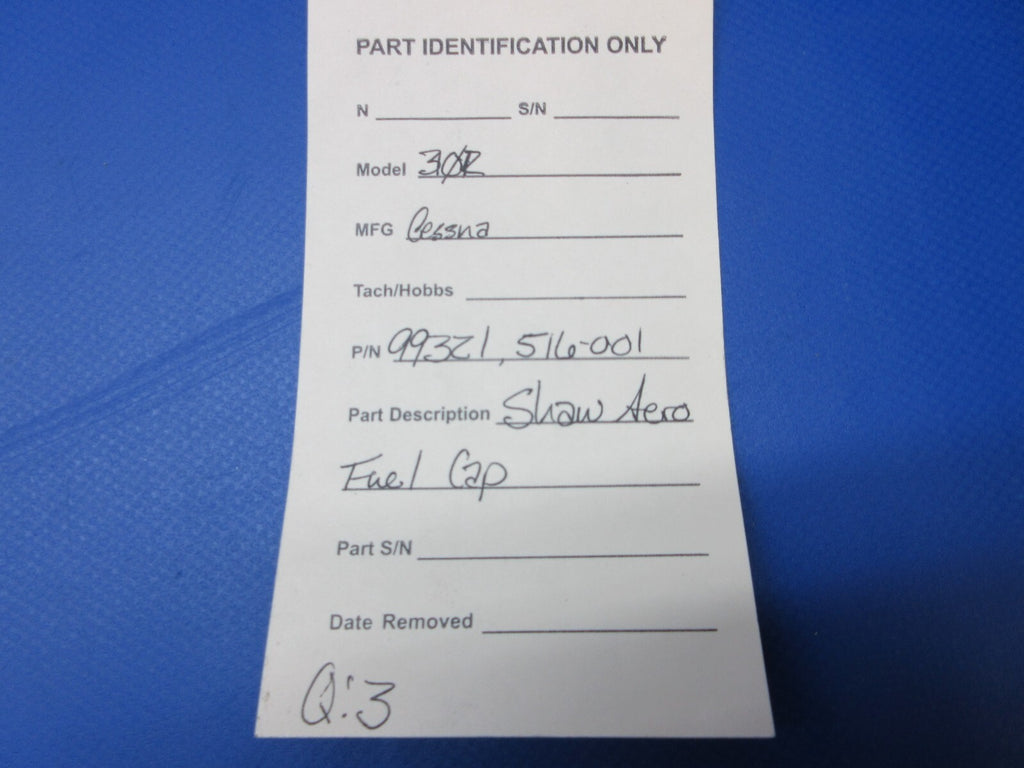 PART IDENTIFICATION ONLY
N S/N
Model
MFG Cessna
Tach/Hobbs
P/N 99321, 516-001
Part Description Shaw Aero
Fuel Cap
Part S/N
Date Removed
Q:3